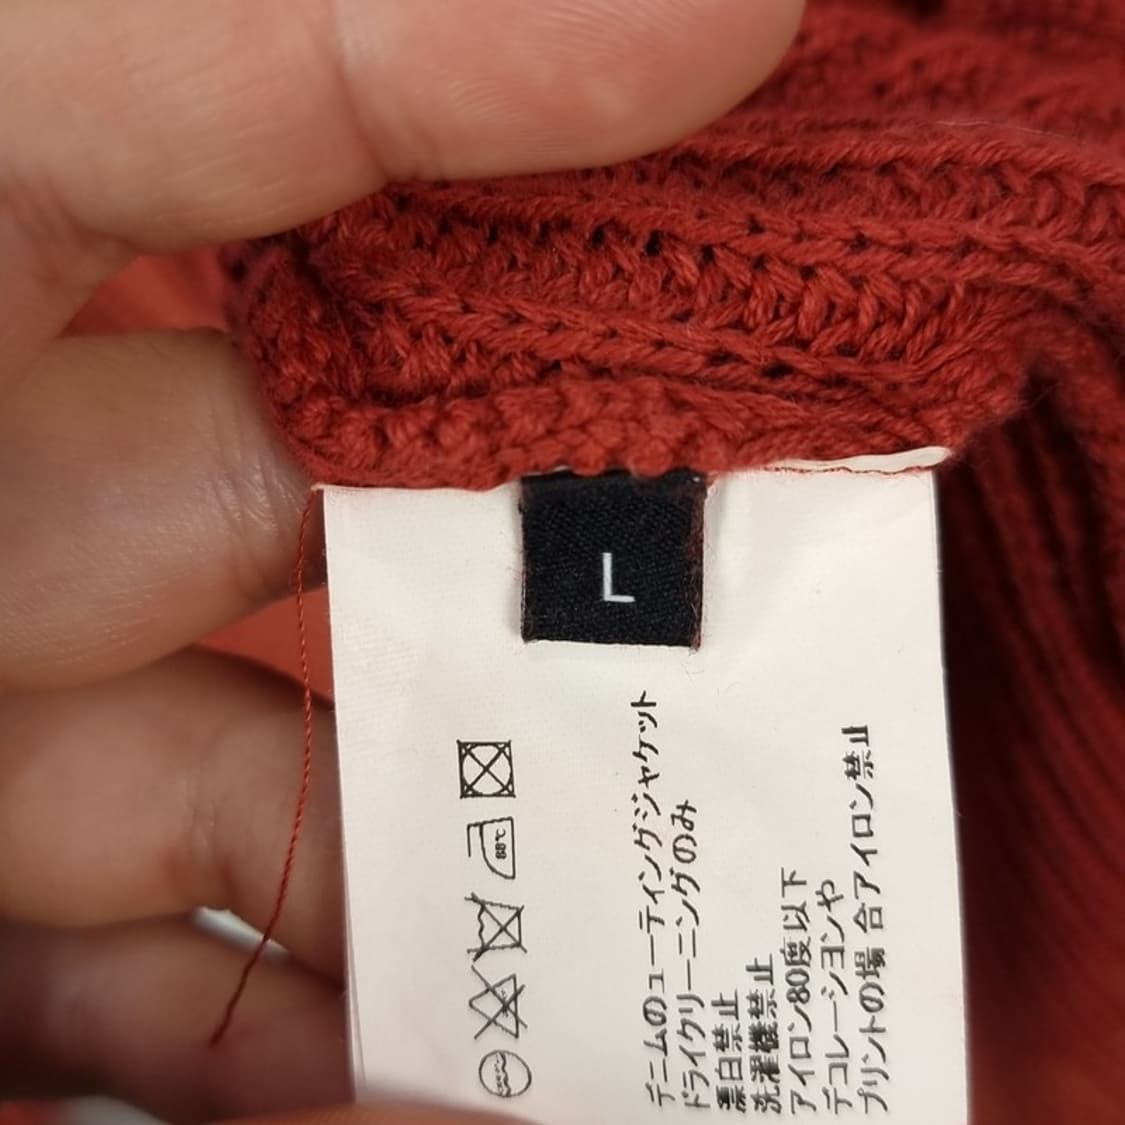 L
80℃
デニムのューティングジャケット
ドライクリーニングのみ
漂白禁止
洗濯機禁止
アイロン80度以下
デコレーシヨンや
プリントの場合アイロン禁止